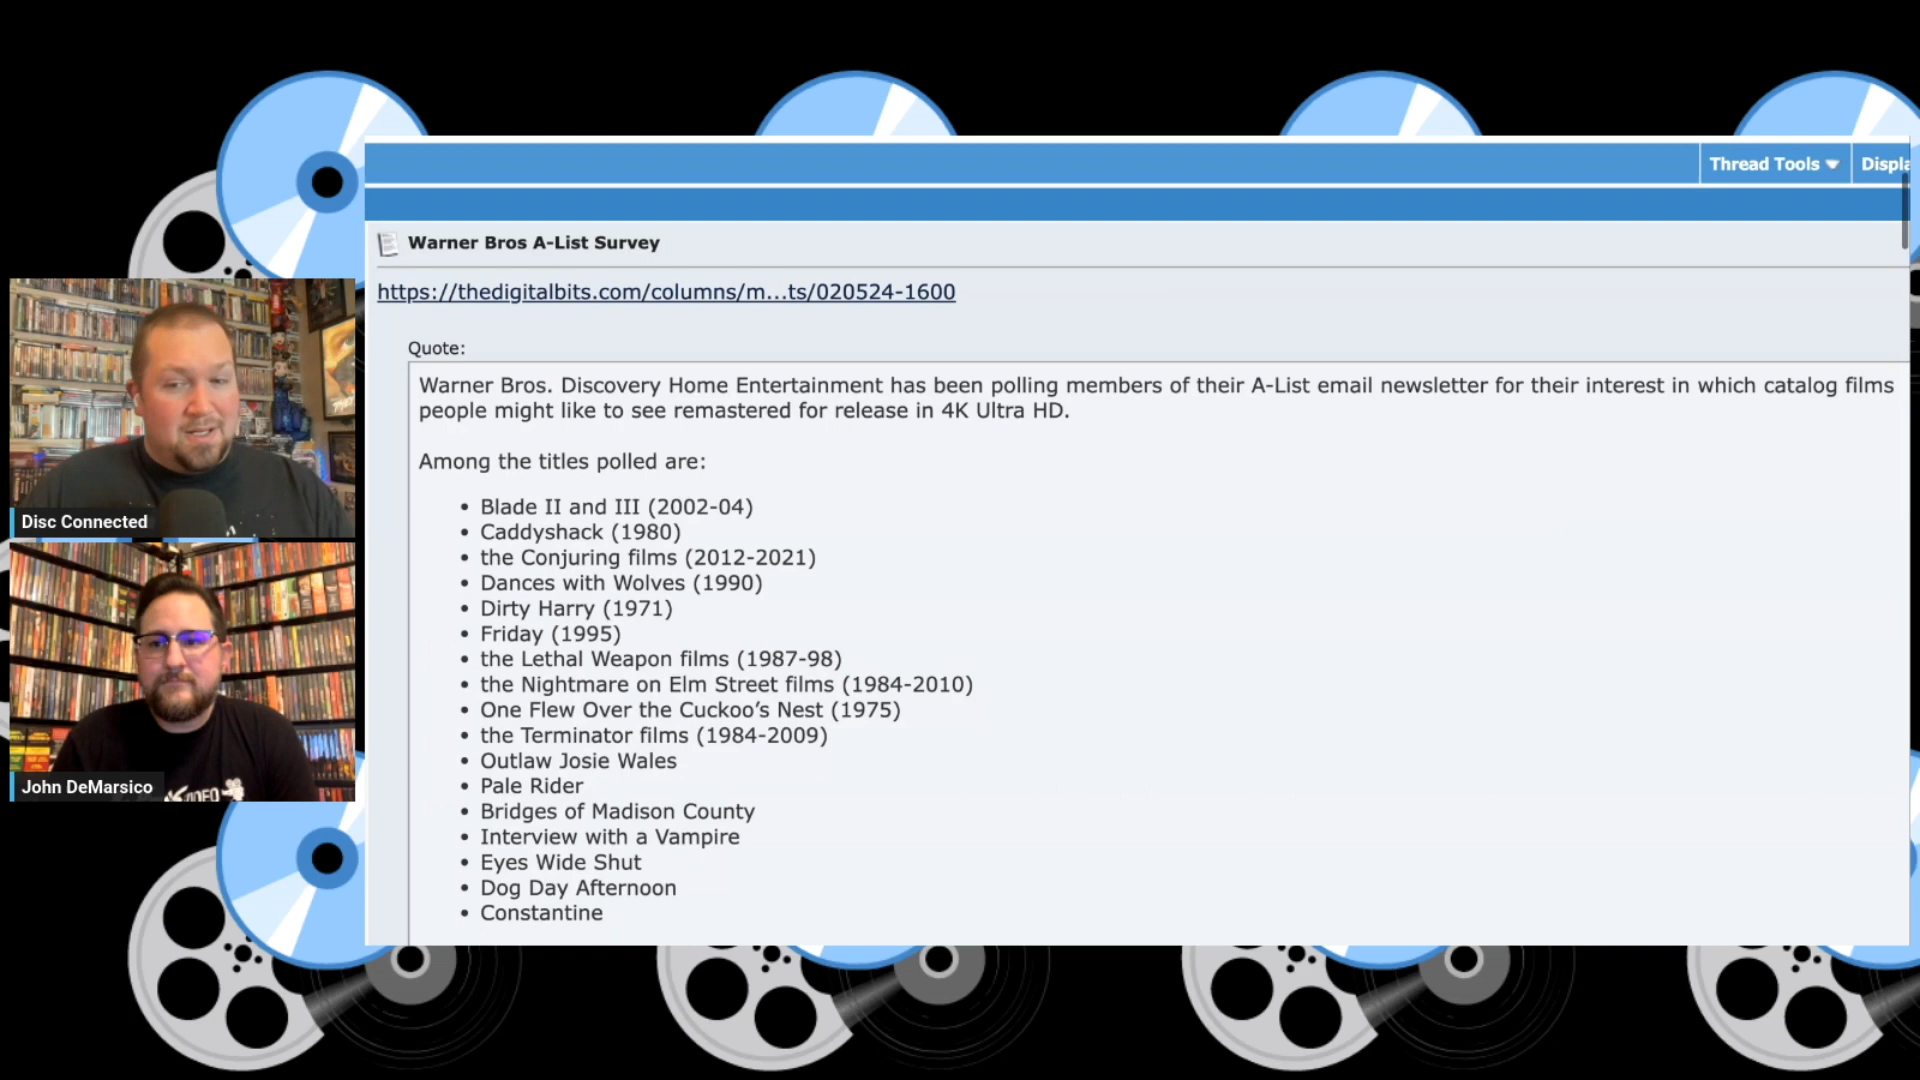 Thread Tools
Warner Bros A-List Survey
https://thedigitalbits.com/columns/m...ts/020524-1600
Quote:
Warner Bros. Discovery Home Entertainment has been polling members of their A-List email newsletter for their interest in which catalog films
people might like to see remastered for release in 4K Ultra HD.
Among the titles polled are:
• Blade II and III (2002-04)
• Caddyshack (1980)
• the Conjuring films (2012-2021)
• Dances with Wolves (1990)
• Dirty Harry (1971)
• Friday (1995)
• the Lethal Weapon films (1987-98)
• the Nightmare on Elm Street films (1984-2010)
• One Flew Over the Cuckoo’s Nest (1975)
• the Terminator films (1984-2009)
• Outlaw Josie Wales
• Pale Rider
• Bridges of Madison County
• Interview with a Vampire
• Eyes Wide Shut
• Dog Day Afternoon
• Constantine
Disc Connected
John DeMarsico